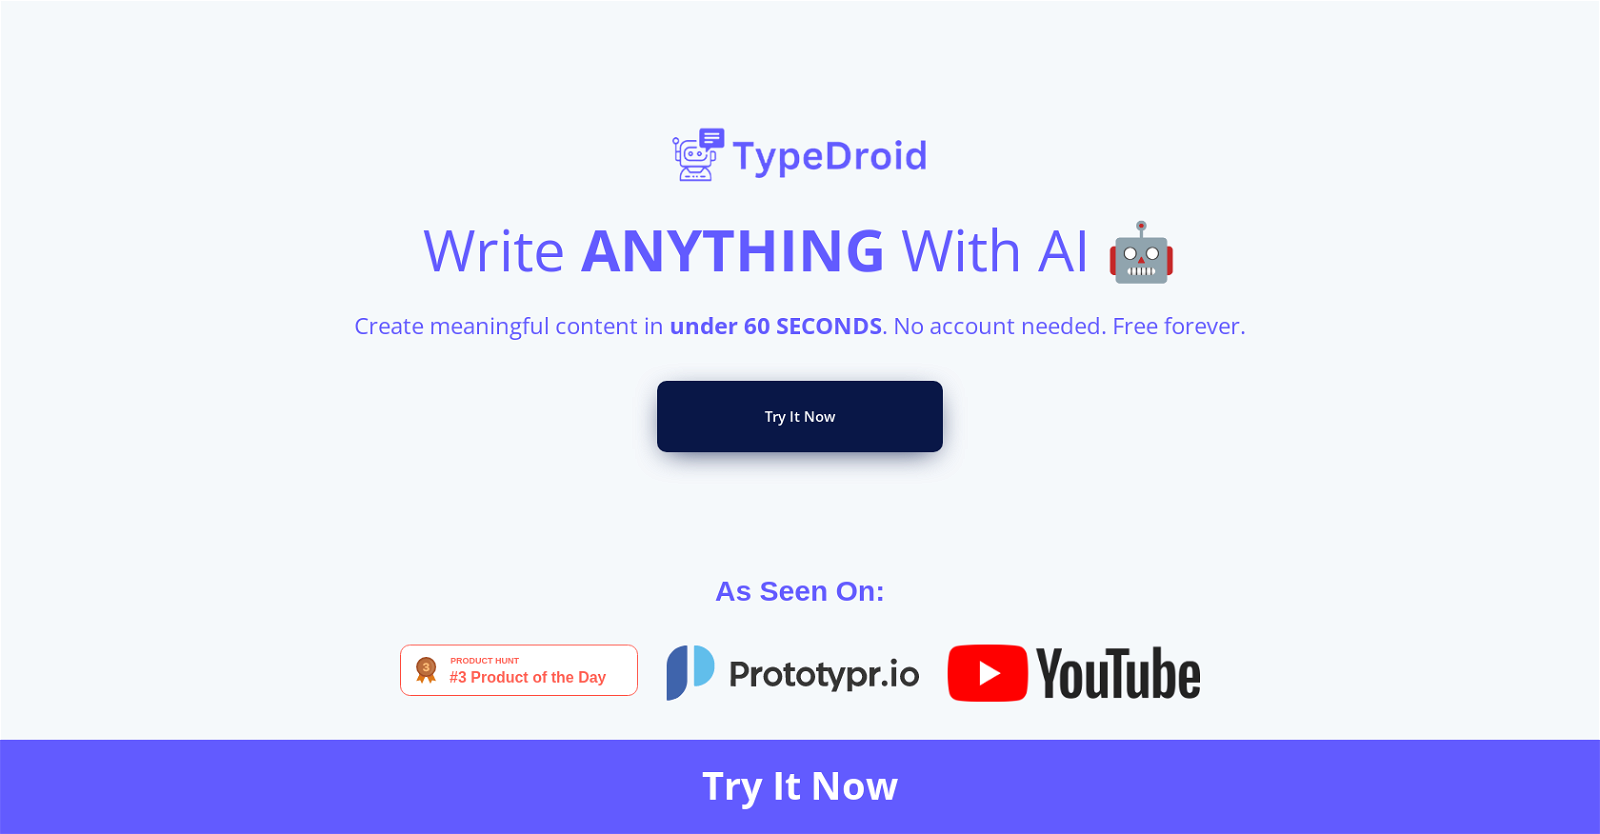 TypeDroid
Write ANYTHING With AI 🤖
Create meaningful content in under 60 SECONDS. No account needed. Free forever.
Try It Now
As Seen On:
3
PRODUCT HUNT
#3 Product of the Day
Prototypr.io
YouTube
Try It Now